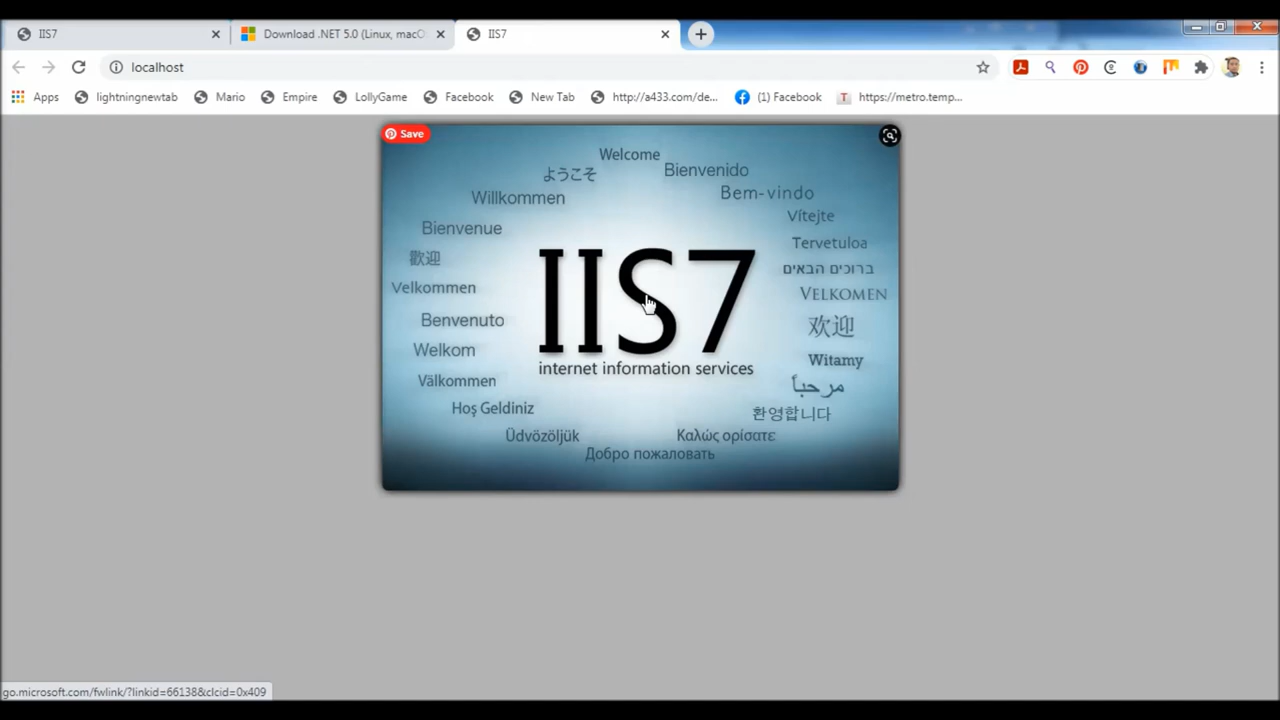 IIS7
Download .NET 5.0 (Linux, macO
IIS7
localhost
Apps
lightningnewtab
Mario
Empire
LollyGame
Facebook
New Tab
http://a433.com/de...
(1) Facebook
https://metro.temp...
Save
Welcome
ようこそ
Bienvenido
Willkommen
Bem-vindo
Bienvenue
Vítejte
歡迎
Tervetuloa
ברוכים הבאים
Velkommen
VELKOMEN
IIS7
Benvenuto
欢迎
Welkom
Witamy
internet information services
Välkommen
مرحباً
Hoş Geldiniz
환영합니다
Üdvözöljük
Καλώς ορίσατε
Добро пожаловать
go.microsoft.com/fwlink/?linkid=66138&clcid=0x409